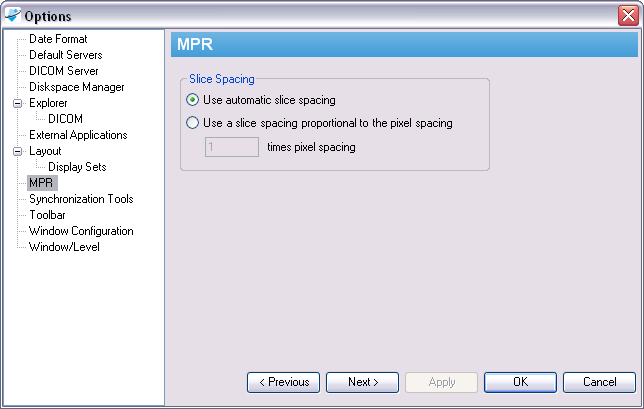 Options
Date Format
Default Servers
DICOM Server
Diskspace Manager
Explorer
DICOM
External Applications
Layout
Display Sets
MPR
Synchronization Tools
Toolbar
Window Configuration
Window/Level
MPR
Slice Spacing
Use automatic slice spacing
Use a slice spacing proportional to the pixel spacing
1 times pixel spacing
< Previous
Next >
Apply
OK
Cancel